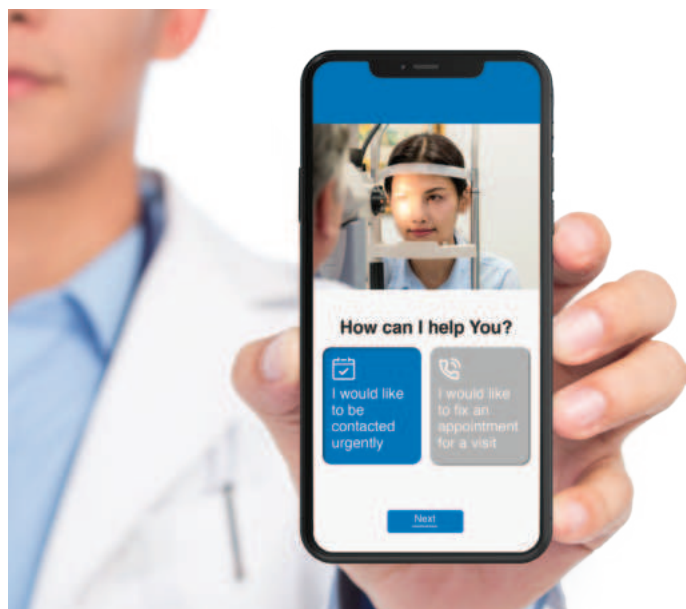 How can I help You?
I would like
to be
contacted
urgently
I would like
to fix an
appointment
for a visit
Next